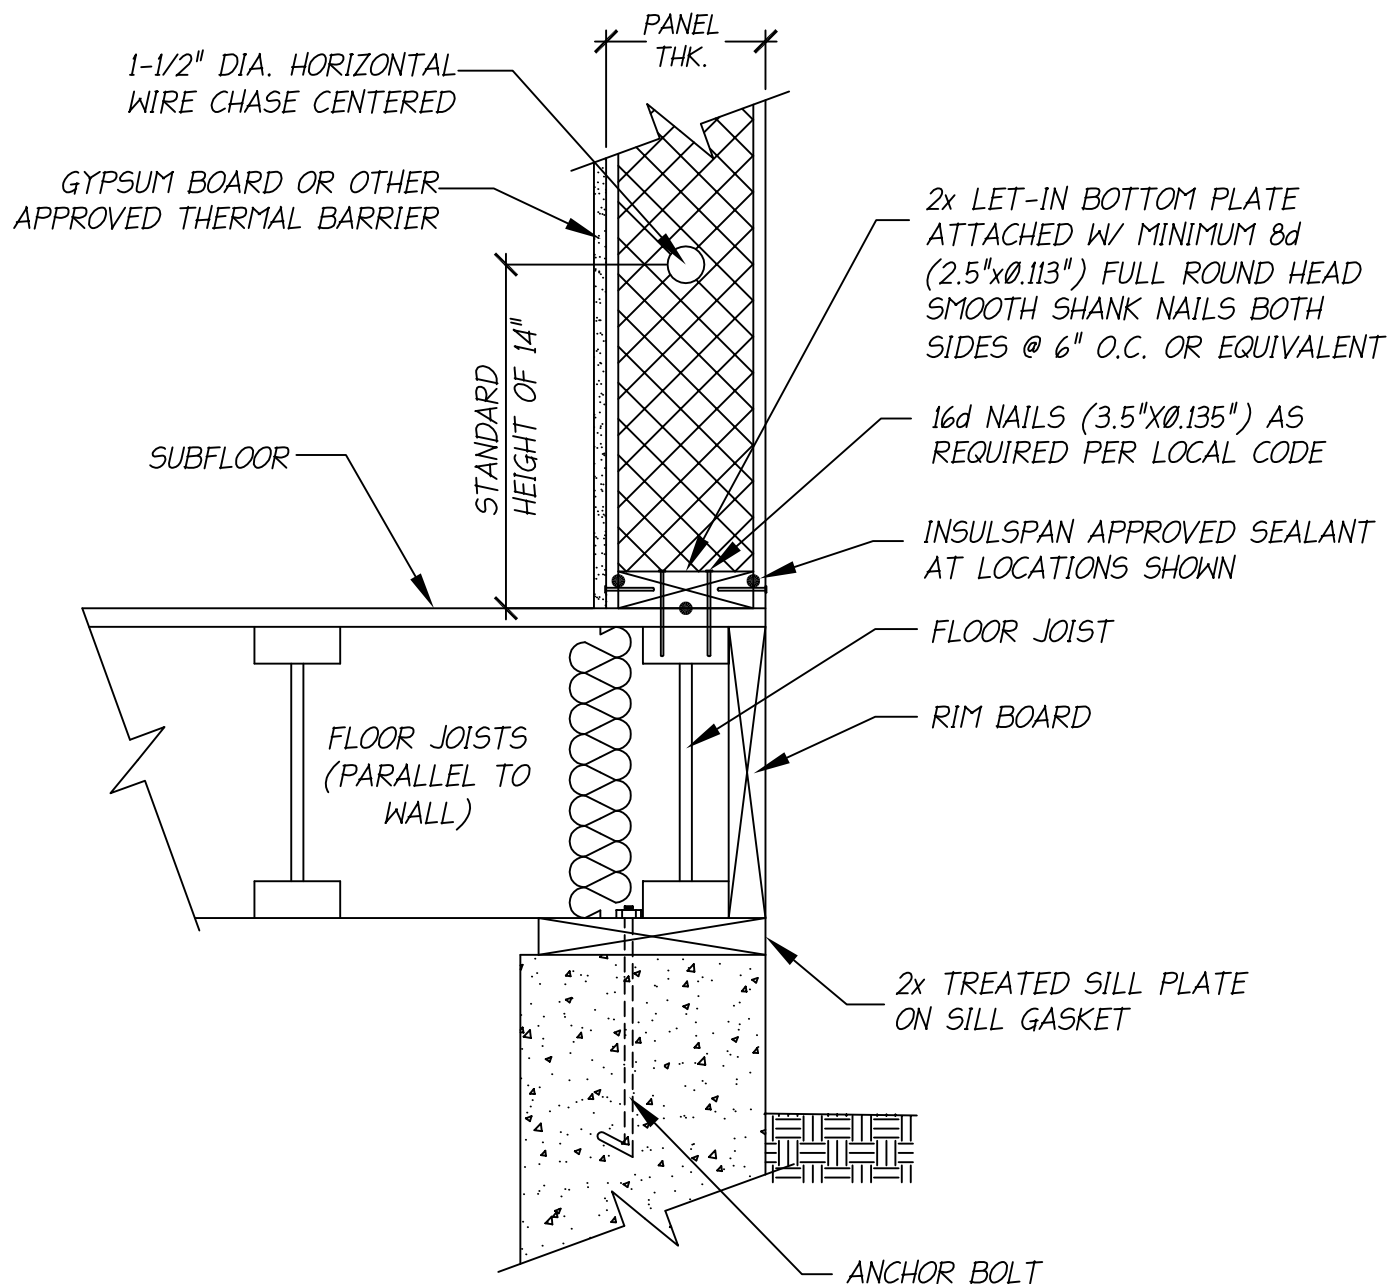 PANEL
THK.
1-1/2" DIA. HORIZONTAL
WIRE CHASE CENTERED
GYPSUM BOARD OR OTHER
APPROVED THERMAL BARRIER
2x LET-IN BOTTOM PLATE
ATTACHED W/ MINIMUM 8d
(2.5"x0.113") FULL ROUND HEAD
SMOOTH SHANK NAILS BOTH
SIDES @ 6" O.C. OR EQUIVALENT
STANDARD
HEIGHT OF 14"
16d NAILS (3.5"X0.135") AS
REQUIRED PER LOCAL CODE
SUBFLOOR
INSULSPAN APPROVED SEALANT
AT LOCATIONS SHOWN
FLOOR JOIST
RIM BOARD
FLOOR JOISTS
(PARALLEL TO
WALL)
2x TREATED SILL PLATE
ON SILL GASKET
ANCHOR BOLT